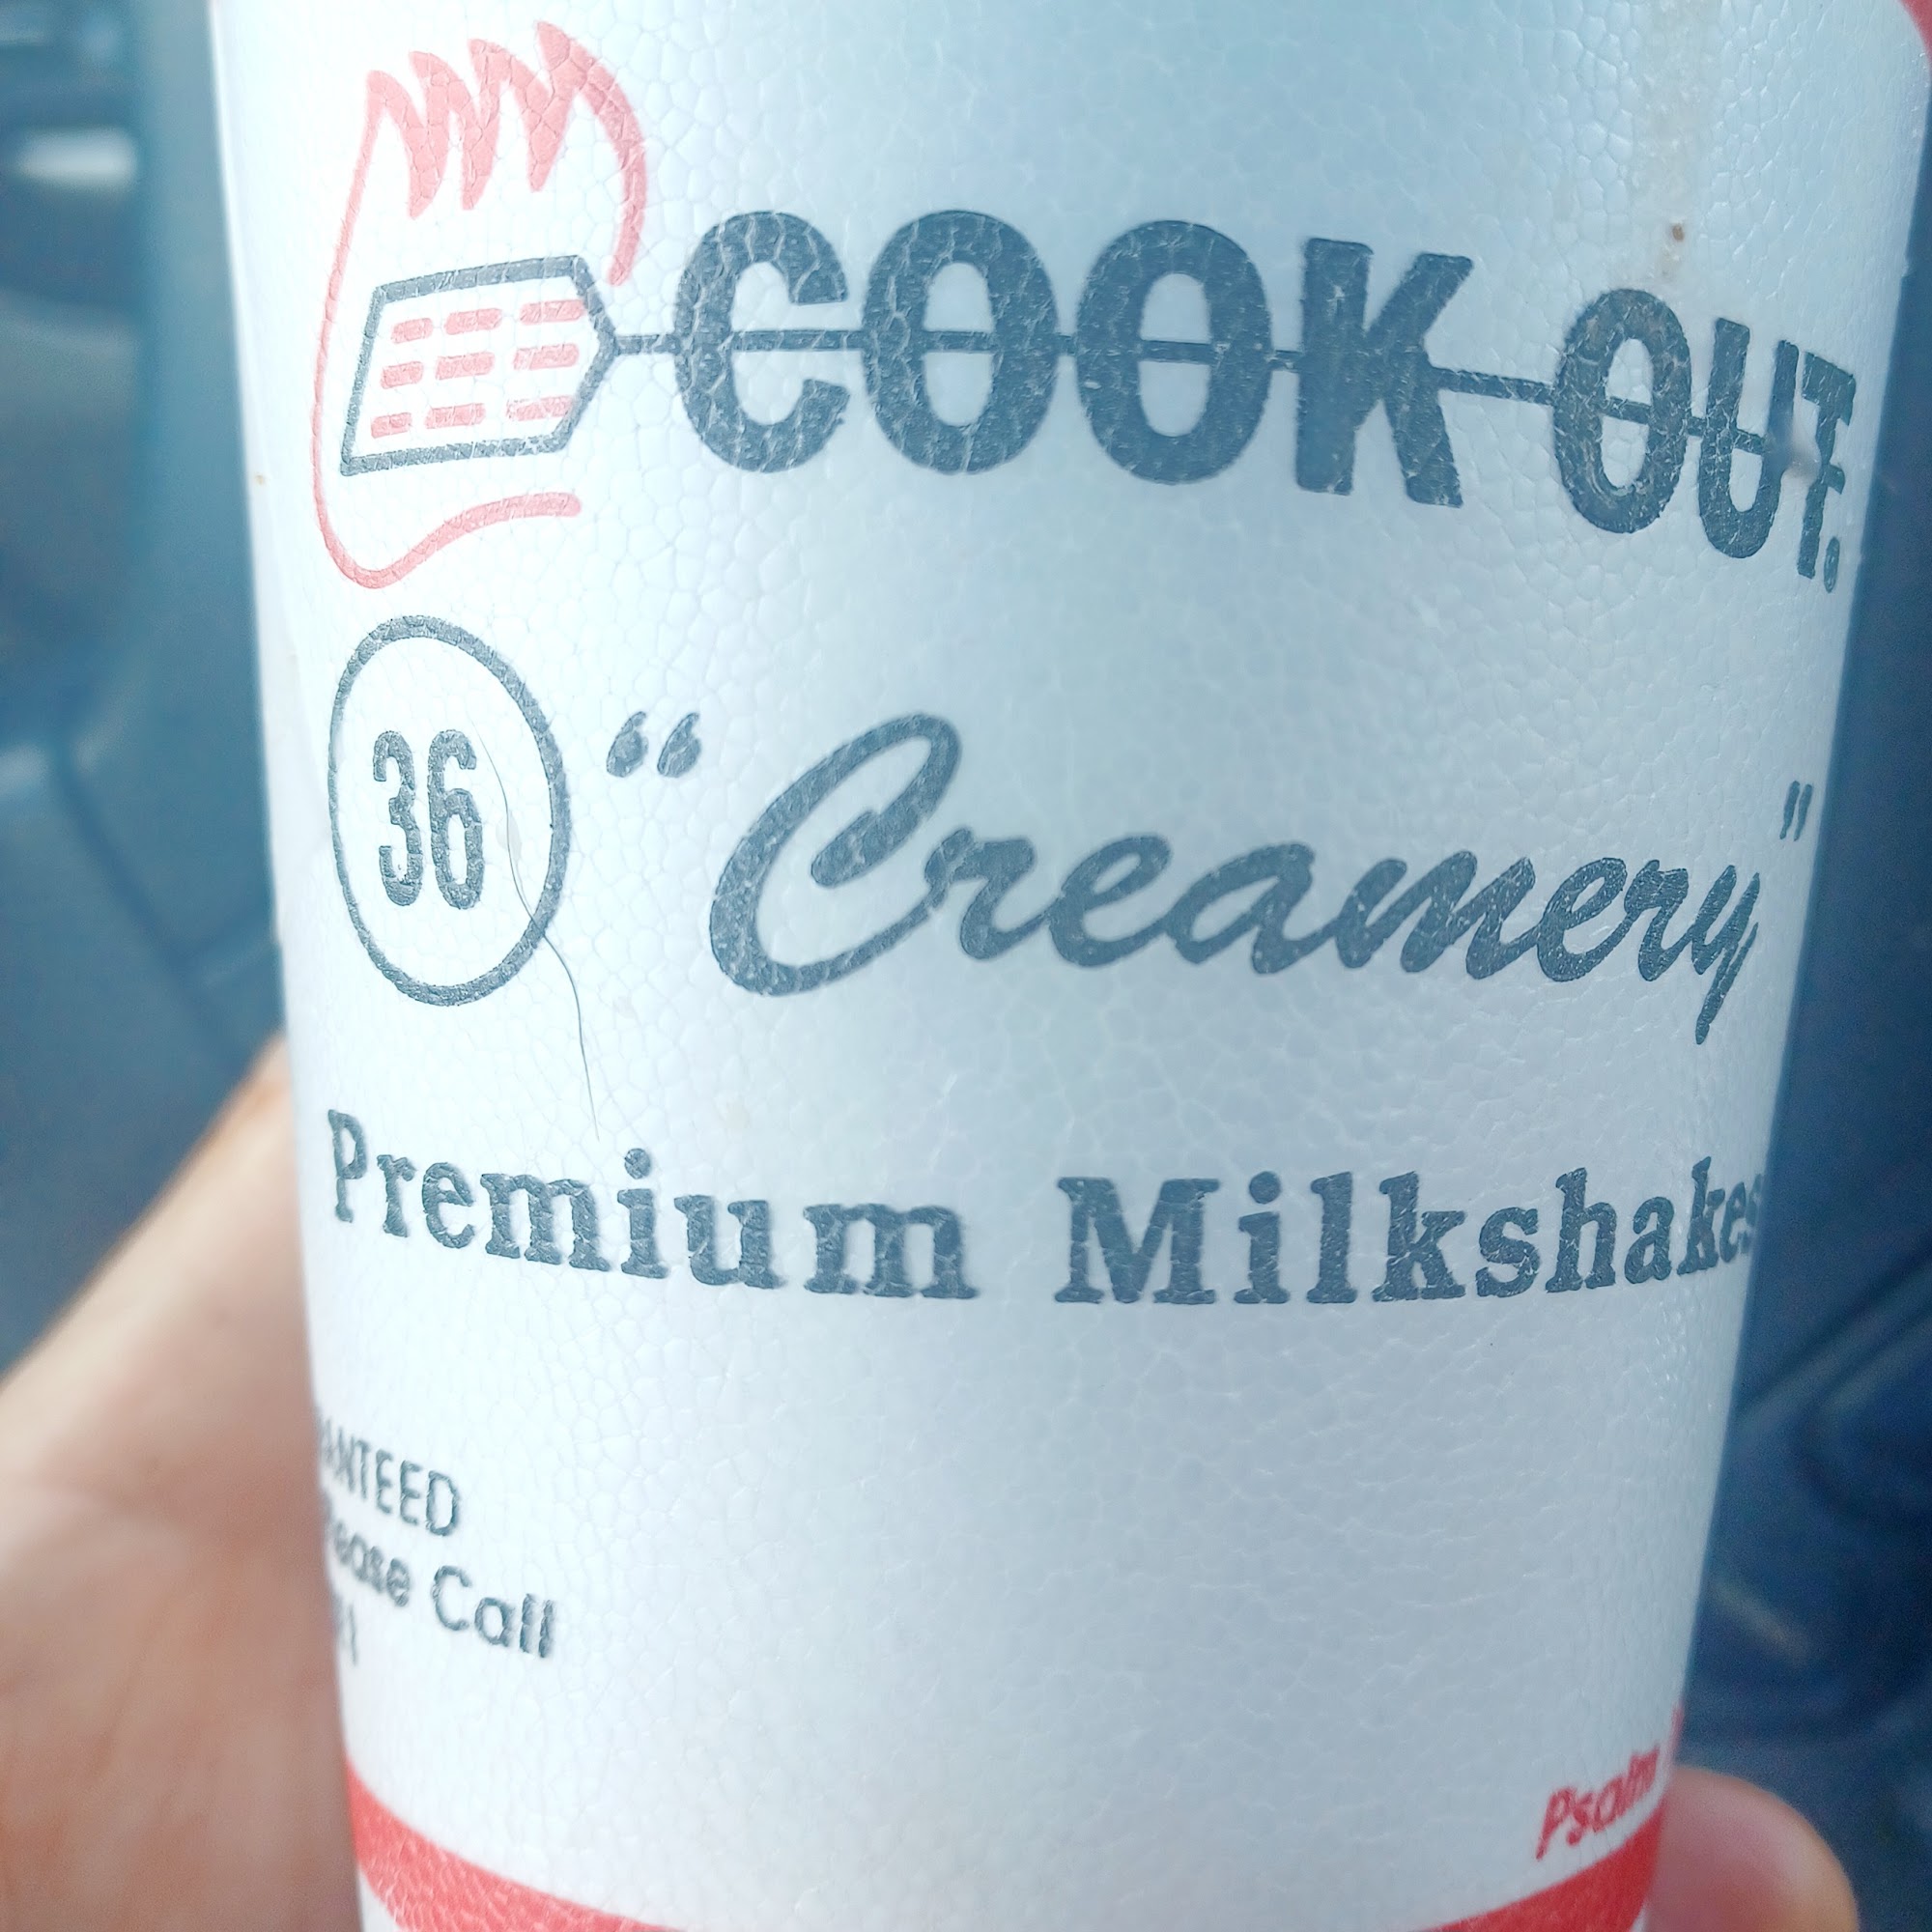 COOK OUT.
36 “Creamery”
Premium Milkshakes
ANTEED
ease Call
Psalm